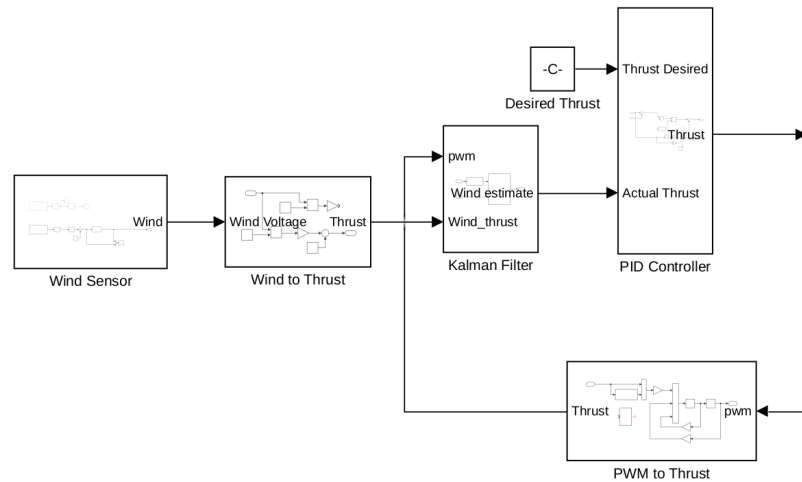 -C-
Desired Thrust
Thrust Desired
Thrust
Actual Thrust
PID Controller
pwm
Wind estimate
Wind_thrust
Kalman Filter
Wind
Wind Sensor
Wind Voltage
Thrust
Wind to Thrust
Thrust
pwm
PWM to Thrust